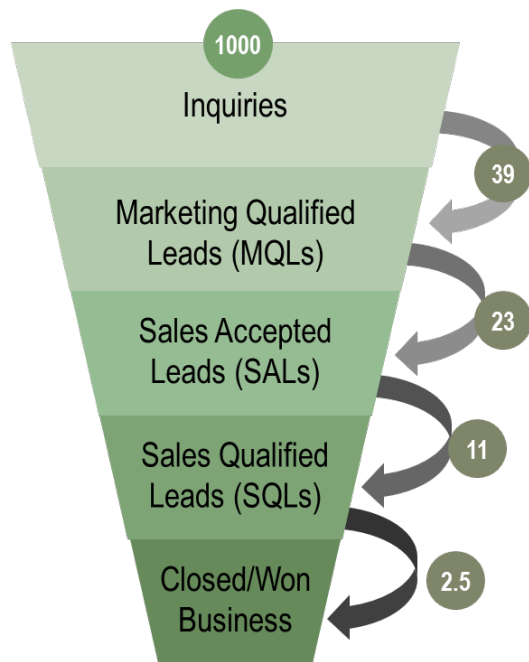 1000
Inquiries
39
Marketing Qualified
Leads (MQLs)
23
Sales Accepted
Leads (SALs)
11
Sales Qualified
Leads (SQLs)
2.5
Closed/Won
Business